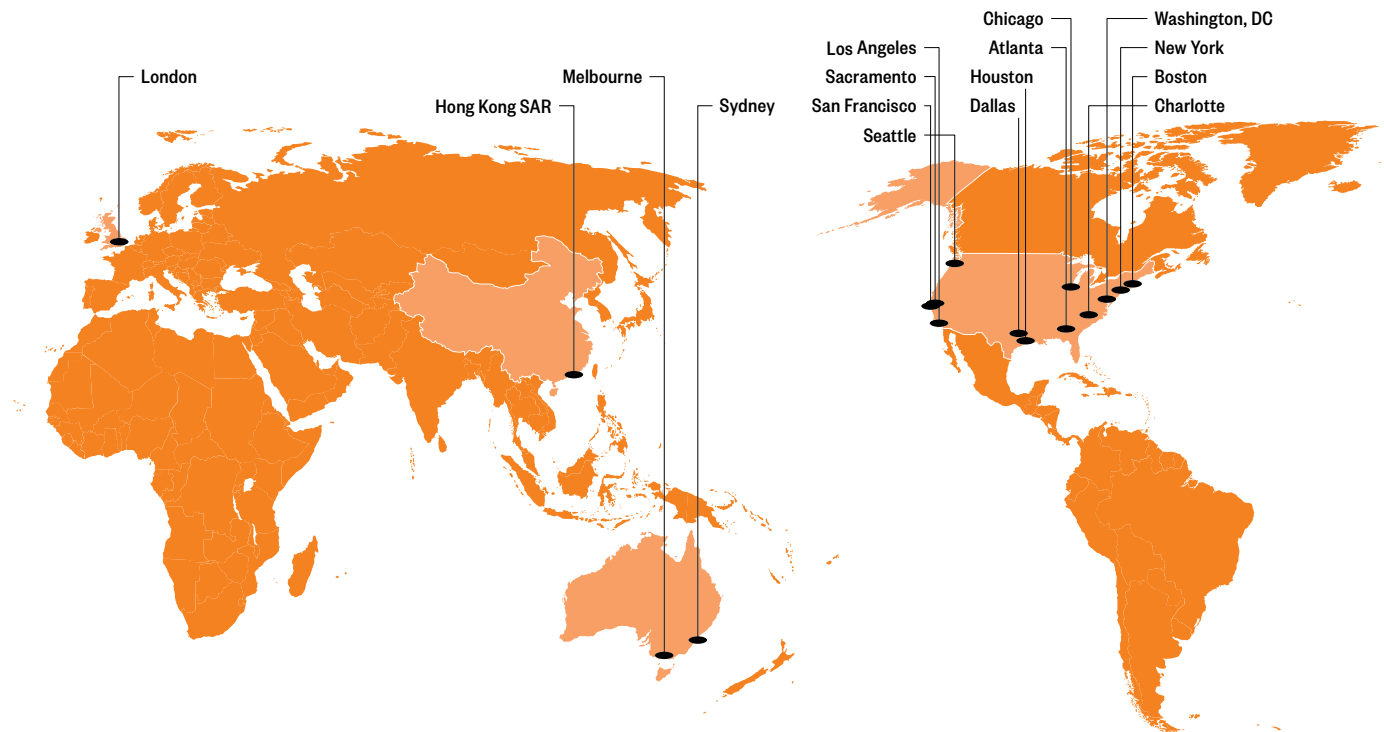 London
Melbourne
Hong Kong SAR
Sydney
Chicago
Washington, DC
Los Angeles
Atlanta
New York
Sacramento
Houston
Boston
San Francisco
Dallas
Charlotte
Seattle